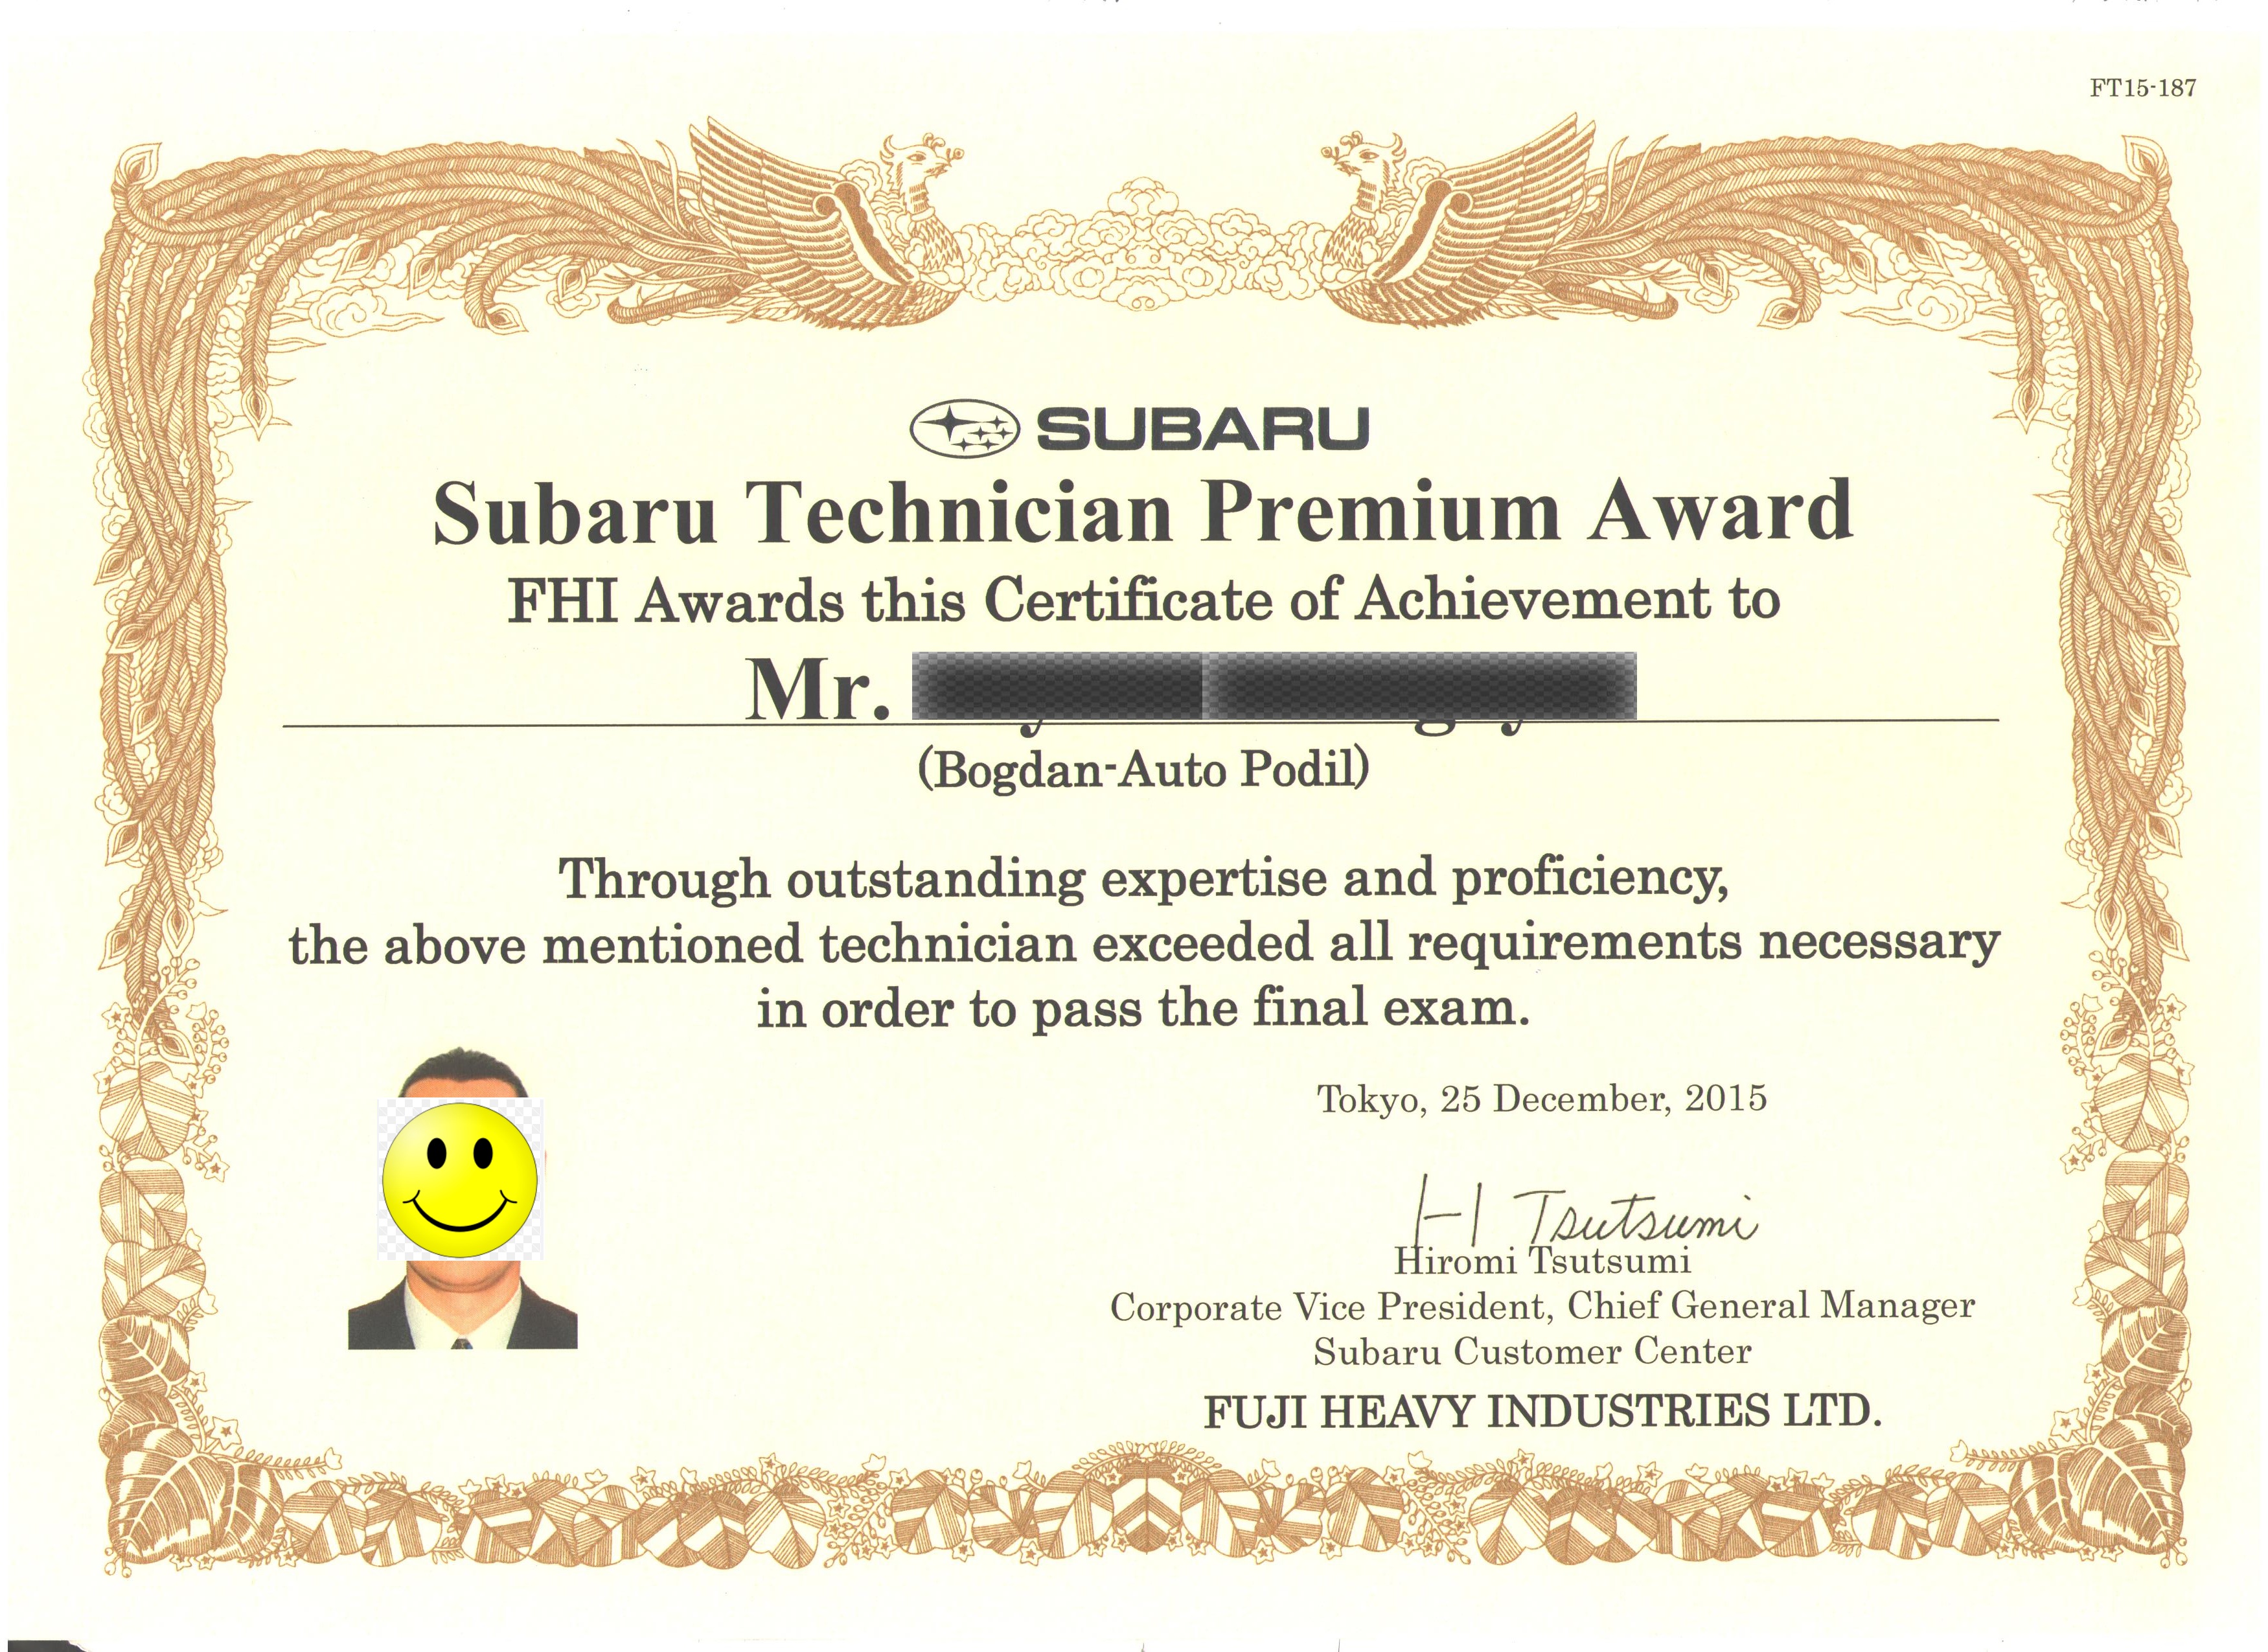 FT15-187
SUBARU
Subaru Technician Premium Award
FHI Awards this Certificate of Achievement to
Mr.
(Bogdan-Auto Podil)
Through outstanding expertise and proficiency,
the above mentioned technician exceeded all requirements necessary
in order to pass the final exam.
Tokyo, 25 December, 2015
H Tsutsumi
Hiromi Tsutsumi
Corporate Vice President, Chief General Manager
Subaru Customer Center
FUJI HEAVY INDUSTRIES LTD.